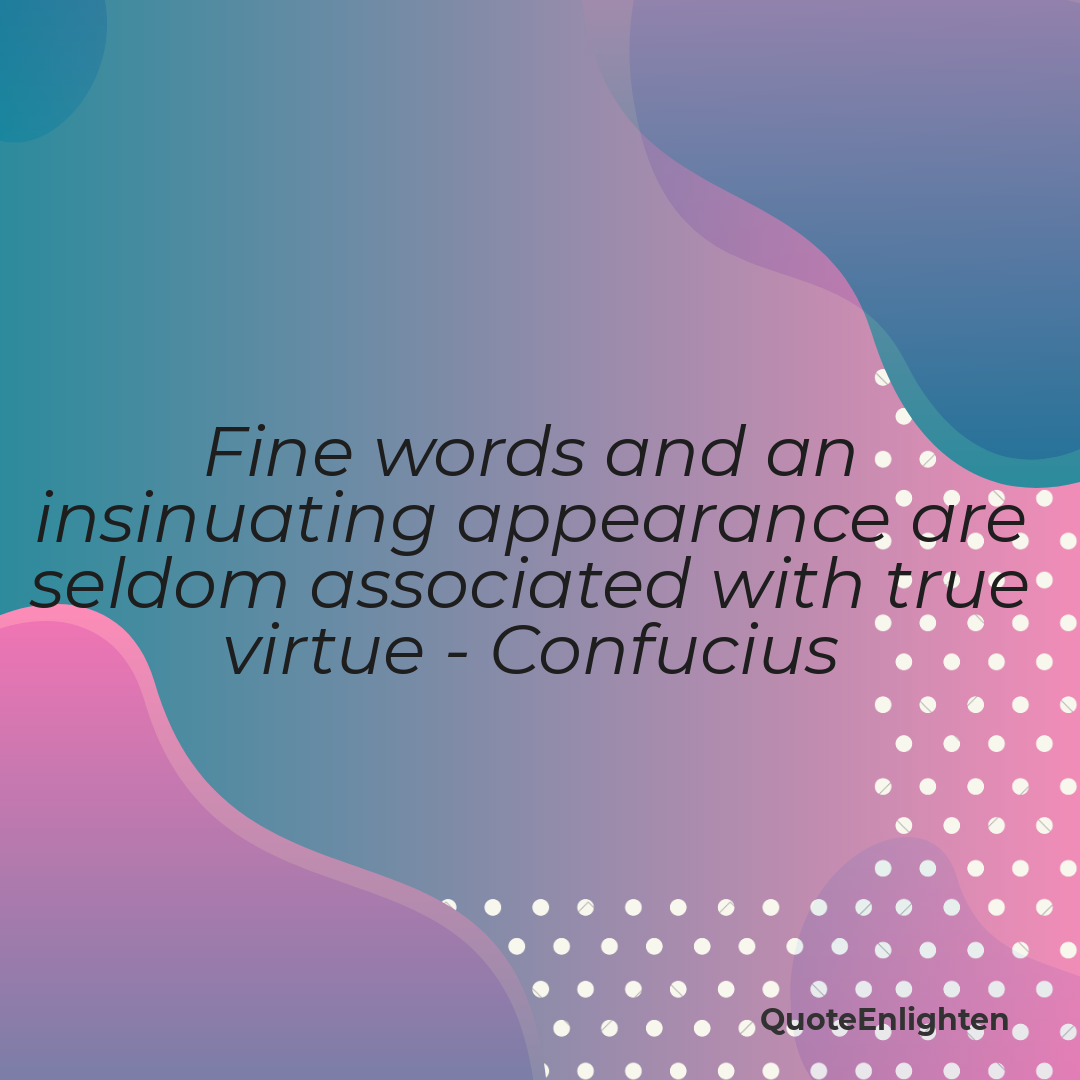 Fine words and an
insinuating appearance are
seldom associated with true
virtue - Confucius
QuoteEnlighten